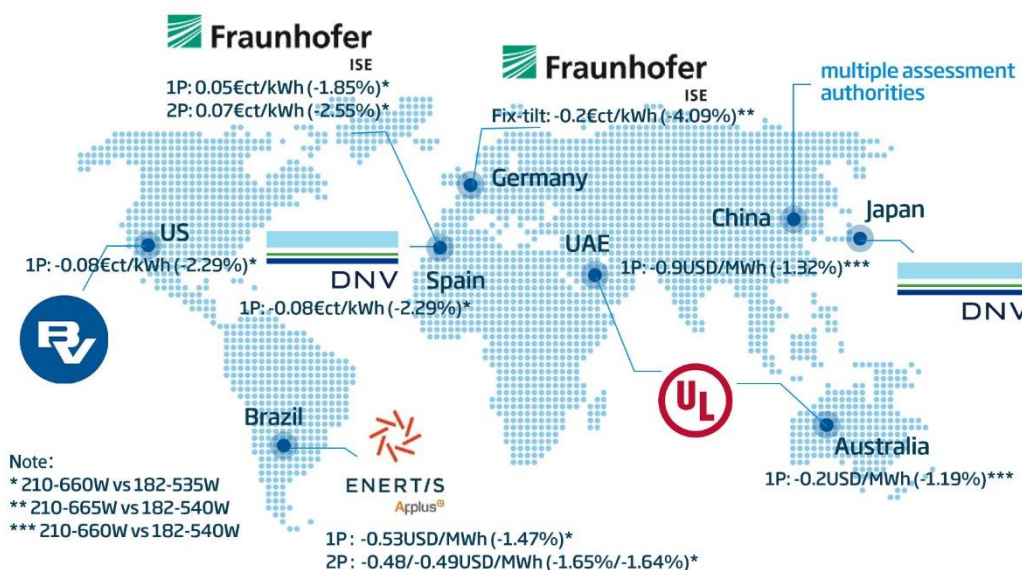 Fraunhofer
ISE
1P: 0.05€ct/kWh (-1.85%)*
2P: 0.07€ct/kWh (-2.55%)*
Fraunhofer
ISE
Fix-tilt: -0.2€ct/kWh (-4.09%)**
multiple assessment
authorities
Germany
US
1P: -0.08€ct/kWh (-2.29%)*
BV
DNV
Spain
1P: -0.08€ct/kWh (-2.29%)*
UAE
1P: -0.9USD/MWh (-1.32%)***
China
Japan
DNV
UL
Brazil
ENERTIS
Applus+
1P: -0.53USD/MWh (-1.47%)*
2P: -0.48/-0.49USD/MWh (-1.65%/-1.64%)*
Australia
1P: -0.2USD/MWh (-1.19%)***
Note:
* 210-660W vs 182-535W
** 210-665W vs 182-540W
*** 210-660W vs 182-540W